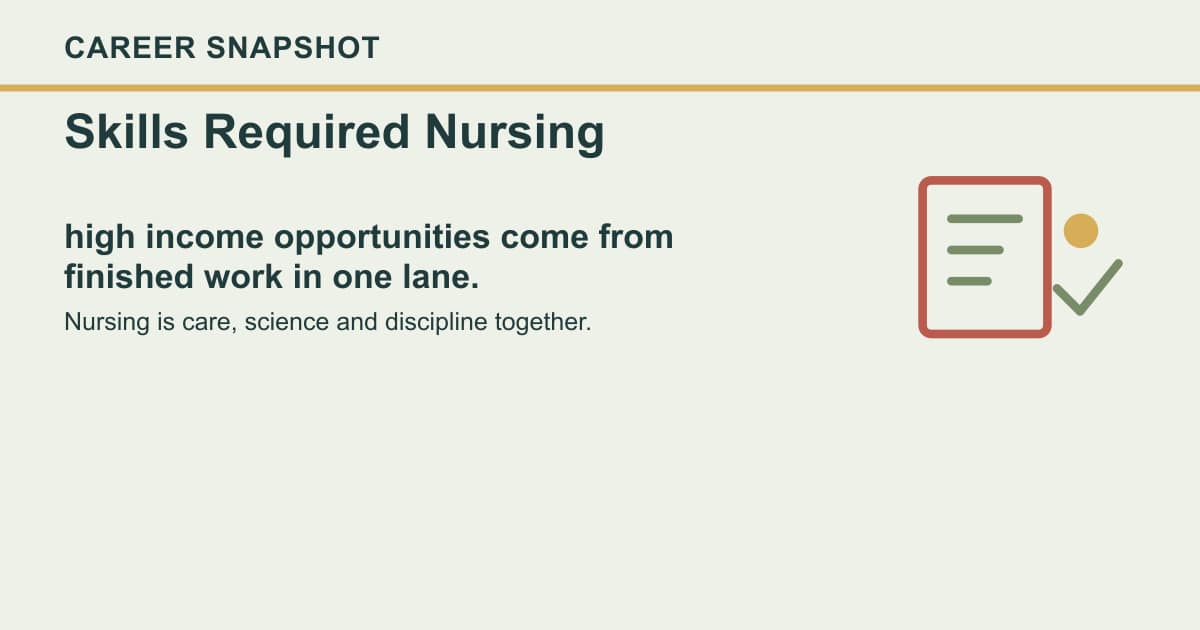 CAREER SNAPSHOT
Skills Required Nursing
high income opportunities come from
finished work in one lane.
Nursing is care, science and discipline together.